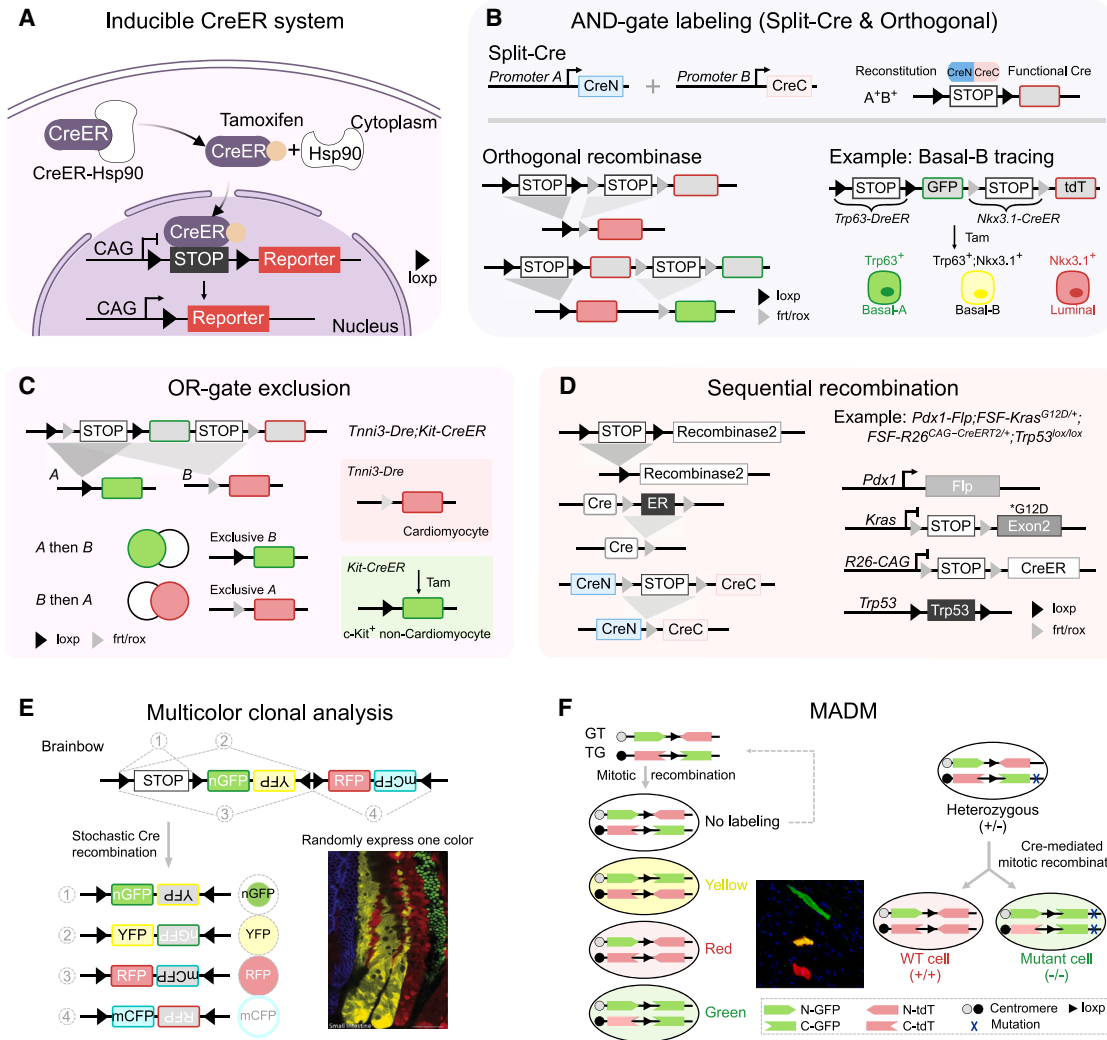 A
Inducible CreER system
CreER
CreER-Hsp90
Tamoxifen
CreER
+
Hsp90
Cytoplasm
CreER
CAG
STOP
Reporter
loxp
CAG
Reporter
Nucleus
B
AND-gate labeling (Split-Cre & Orthogonal)
Split-Cre
Promoter A
CreN
+
Promoter B
CreC
Reconstitution
CreN CreC
Functional Cre
A+B+
STOP
Orthogonal recombinase
STOP
STOP
STOP
STOP
loxp
frt/rox
Example: Basal-B tracing
STOP
GFP
STOP
tdT
Trp63-DreER
Nkx3.1-CreER
Tam
Trp63+
Trp63+;Nkx3.1+
Nkx3.1+
Basal-A
Basal-B
Luminal
C
OR-gate exclusion
STOP
STOP
A
B
A then B
Exclusive B
B then A
Exclusive A
loxp
frt/rox
Tnni3-Dre;Kit-CreER
Tnni3-Dre
Cardiomyocyte
Kit-CreER
Tam
c-Kit+ non-Cardiomyocyte
D
Sequential recombination
STOP
Recombinase2
Recombinase2
Cre
ER
Cre
CreN
STOP
CreC
CreN
CreC
Example: Pdx1-Flp;FSF-KrasG12D/+;
FSF-R26CAG-CreERT2/+;Trp53lox/lox
Pdx1
Flp
*G12D
Kras
STOP
Exon2
R26-CAG
STOP
CreER
Trp53
Trp53
loxp
frt/rox
E
Multicolor clonal analysis
Brainbow
1
2
STOP
nGFP
YFP
RFP
mCFP
3
4
Stochastic Cre
recombination
Randomly express one color
1
nGFP
YFP
nGFP
2
YFP
nGFP
YFP
3
RFP
mCFP
RFP
4
mCFP
RFP
mCFP
Small intestine
F
MADM
GT
TG
Mitotic
recombination
No labeling
Yellow
Red
Green
Heterozygous
(+/-)
Cre-mediated
mitotic recombinat
WT cell
(+/+)
Mutant cell
(-/-)
N-GFP
N-tdT
Centromere
loxp
C-GFP
C-tdT
Mutation